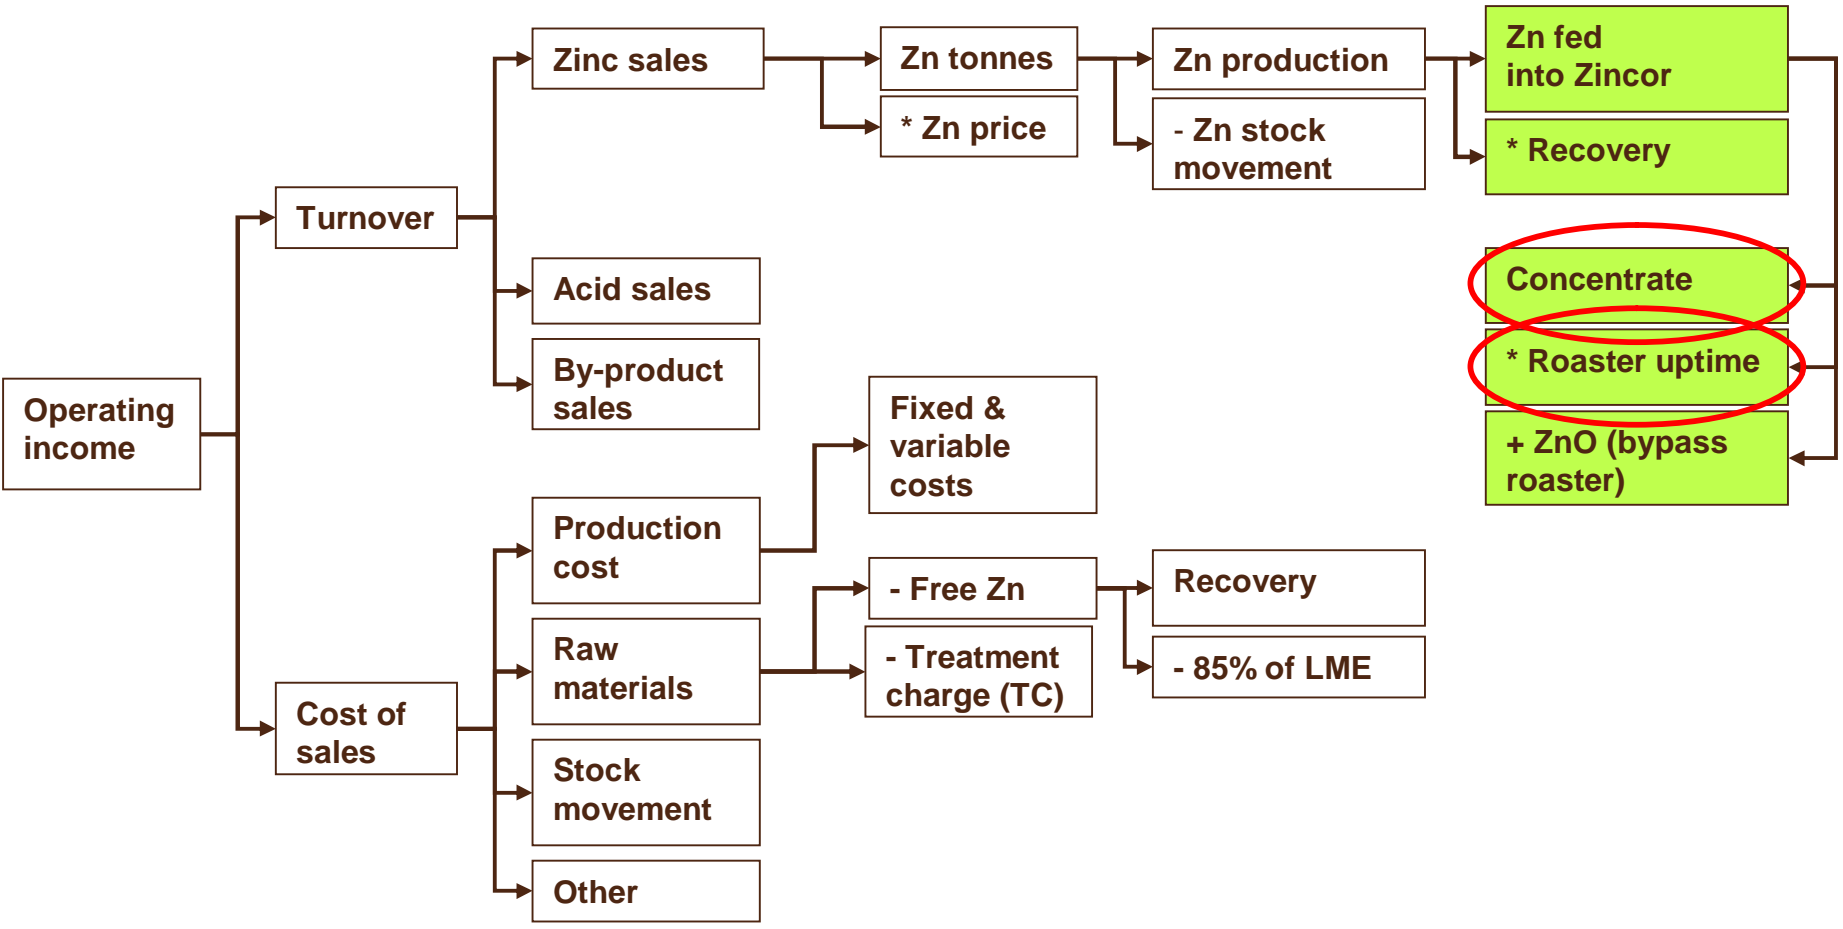 Zinc sales
Zn tonnes
Zn production
Zn fed
into Zincor
* Zn price
- Zn stock
movement
* Recovery
Turnover
Acid sales
Concentrate
By-product
sales
* Roaster uptime
Operating
income
Fixed &
variable
costs
+ ZnO (bypass
roaster)
Production
cost
- Free Zn
Recovery
Raw
materials
- Treatment
charge (TC)
- 85% of LME
Cost of
sales
Stock
movement
Other